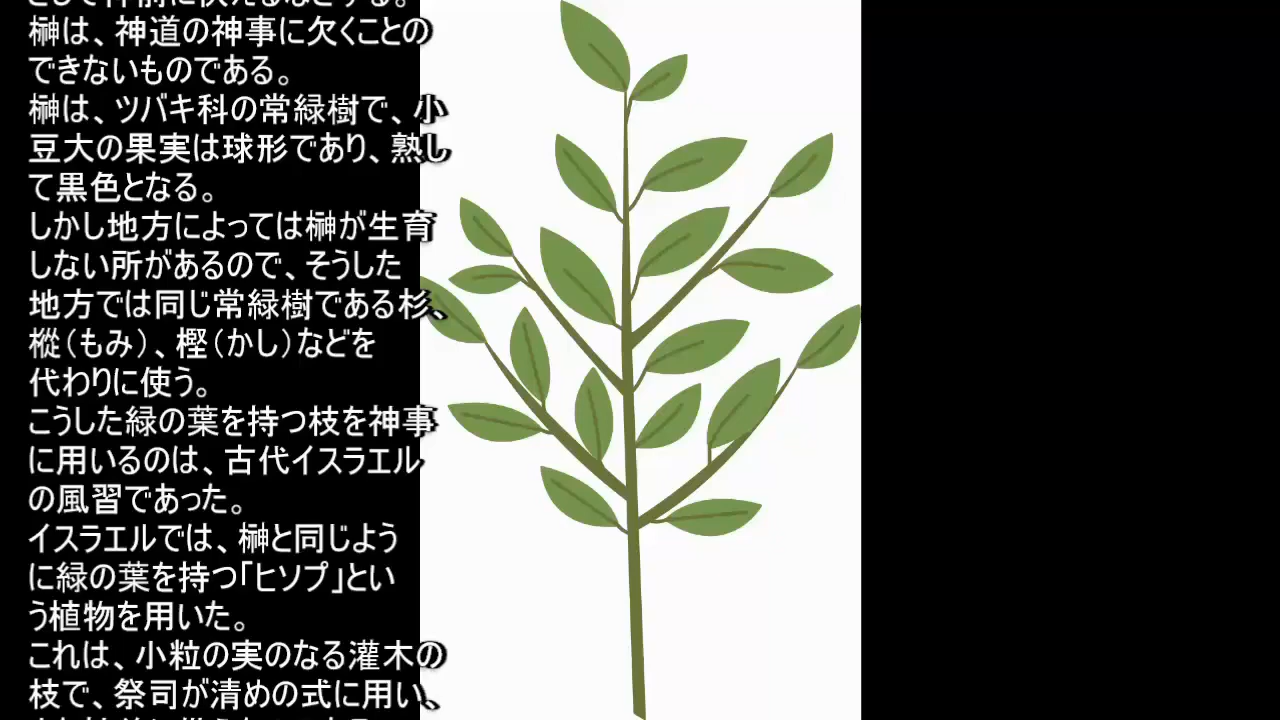 榊は、神道の神事に欠くことの
できないものである。
榊は、ツバキ科の常緑樹で、小
豆大の果実は球形であり、熟し
て黒色となる。
しかし地方によっては榊が生育
しない所があるので、そうした
地方では同じ常緑樹である杉、
樅（もみ）、樫（かし）などを
代わりに使う。
こうした緑の葉を持つ枝を神事
に用いるのは、古代イスラエル
の風習であった。
イスラエルでは、榊と同じよう
に緑の葉を持つ「ヒソプ」とい
う植物を用いた。
これは、小粒の実のなる灌木の
枝で、祭司が清めの式に用い、